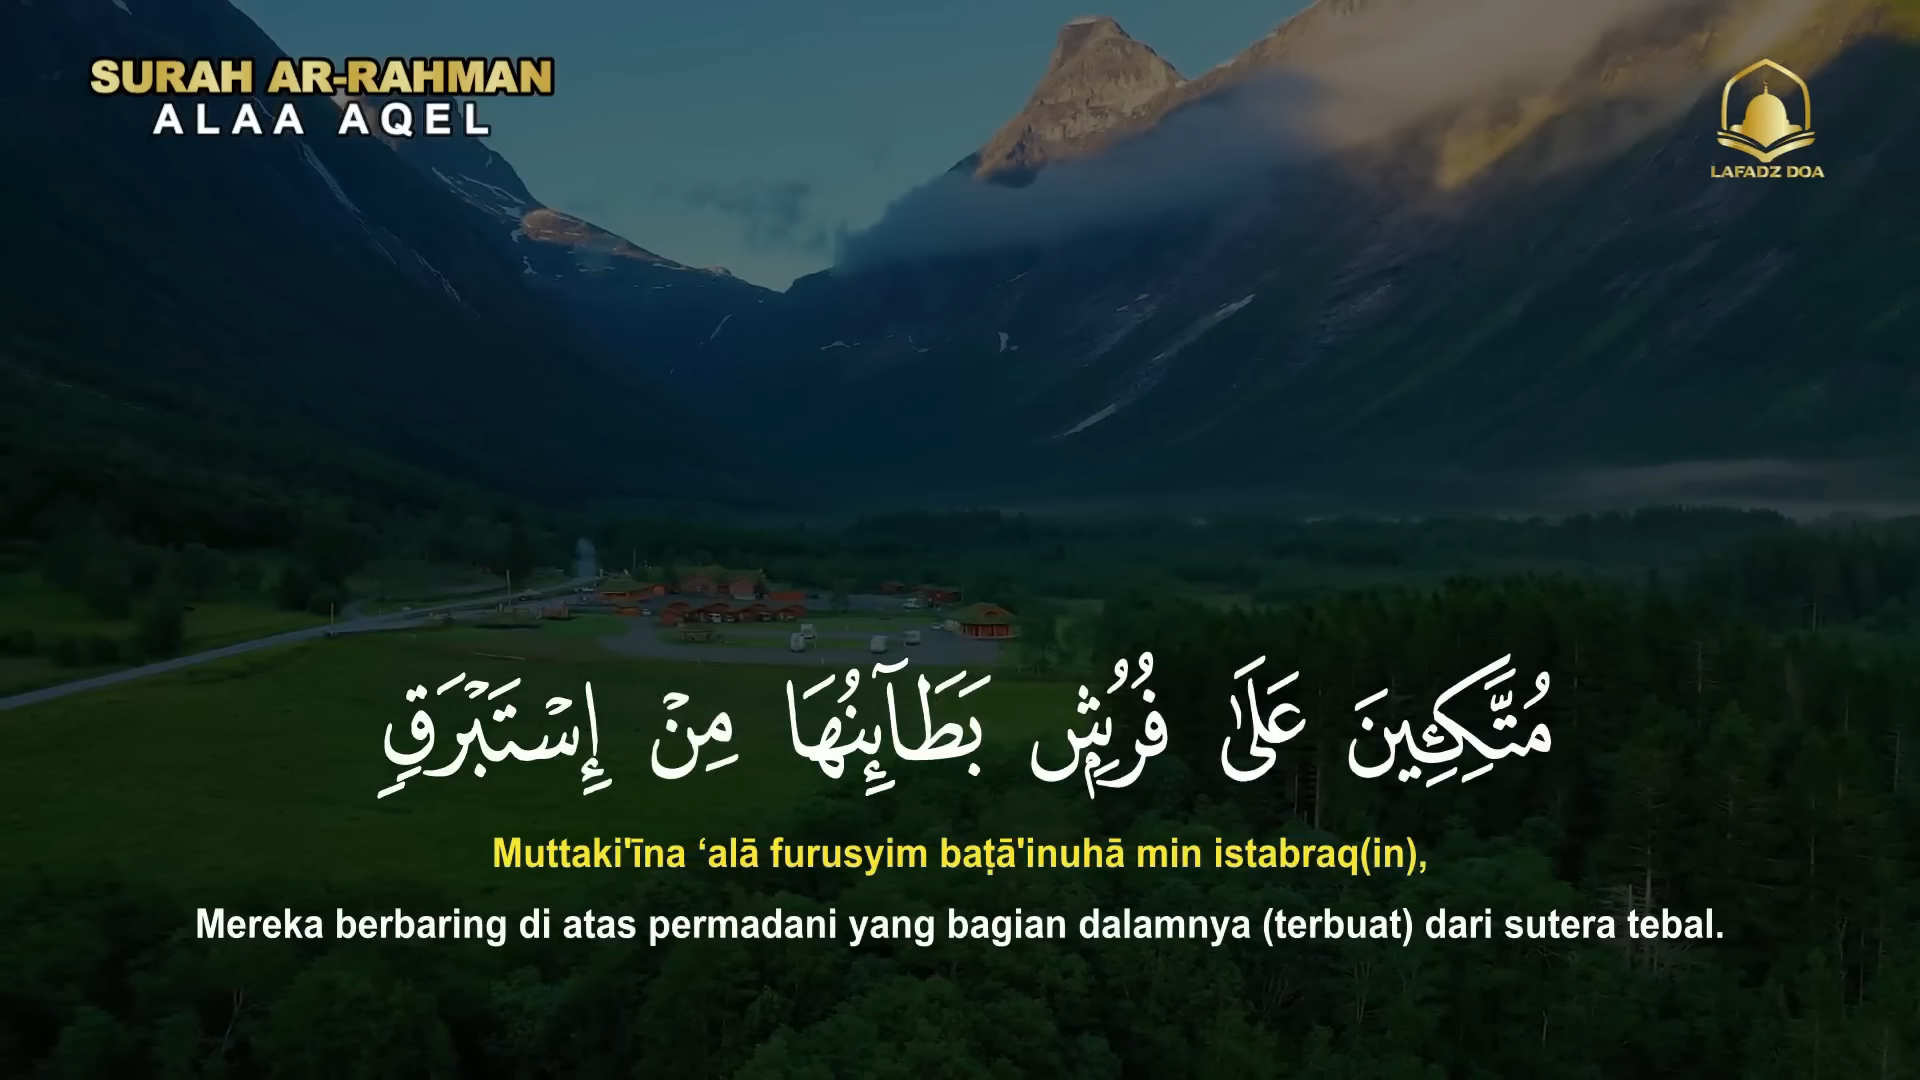 SURAH AR-RAHMAN
ALAA AQEL
LAFADZ DOA
مُتَّكِـِٔينَ عَلَىٰ فُرُشٍۭ بَطَآئِنُهَا مِنْ إِسْتَبْرَقٍ
Muttaki'īna ‘alā furusyim baṭā'inuhā min istabraq(in),
Mereka berbaring di atas permadani yang bagian dalamnya (terbuat) dari sutera tebal.